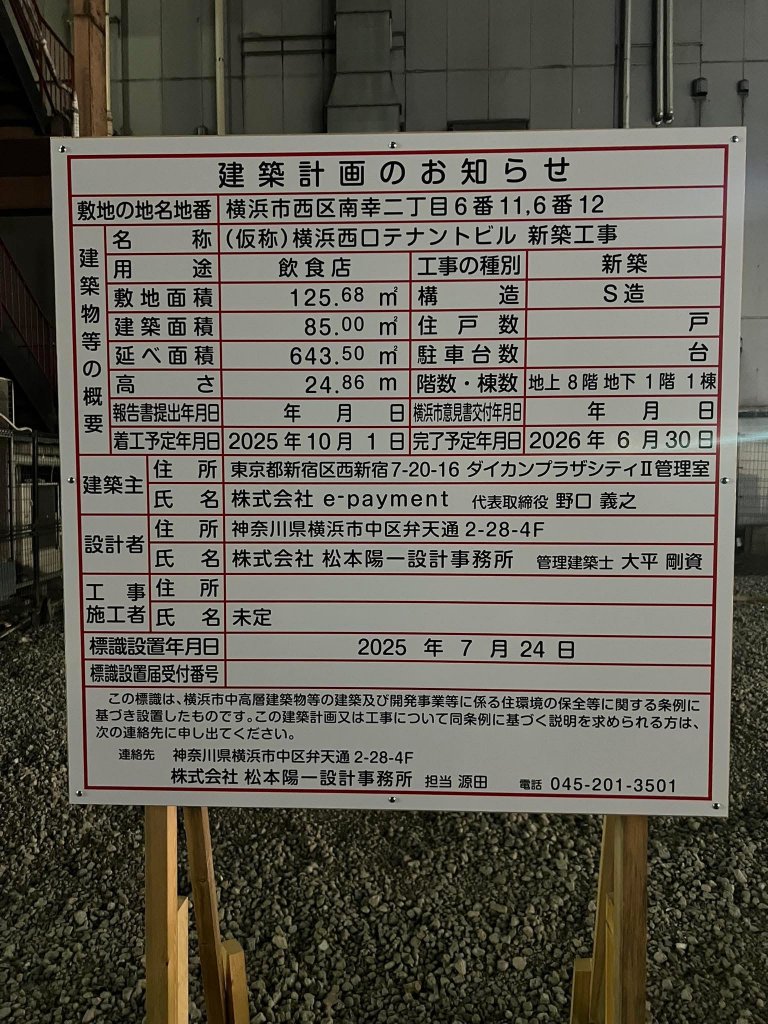 建築計画のお知らせ
敷地の地名地番 横浜市西区南幸二丁目6番11,6番12
建築物等の概要
名称 (仮称)横浜西口テナントビル 新築工事
用途 飲食店 工事の種別 新築
敷地面積 125.68 ㎡ 構造 S造
建築面積 85.00 ㎡ 住戸数 戸
延べ面積 643.50 ㎡ 駐車台数 台
高さ 24.86 m 階数・棟数 地上 8階 地下 1階 1棟
報告書提出年月日 年 月 日 横浜市意見書交付年月日 年 月 日
着工予定年月日 2025年10月 1日 完了予定年月日 2026年 6月30日
建築主 住所 東京都新宿区西新宿7-20-16 ダイカンプラザシティⅡ管理室
氏名 株式会社 e-payment 代表取締役 野口 義之
設計者 住所 神奈川県横浜市中区弁天通2-28-4F
氏名 株式会社 松本陽一設計事務所 管理建築士 大平 剛資
工事施工者 住所
氏名 未定
標識設置年月日 2025 年 7 月 24 日
標識設置届受付番号
この標識は、横浜市中高層建築物等の建築及び開発事業等に係る住環境の保全等に関する条例に
基づき設置したものです。この建築計画又は工事について同条例に基づく説明を求められる方は、
次の連絡先に申し出てください。
連絡先 神奈川県横浜市中区弁天通2-28-4F
株式会社 松本陽一設計事務所 担当 源田 電話 045-201-3501